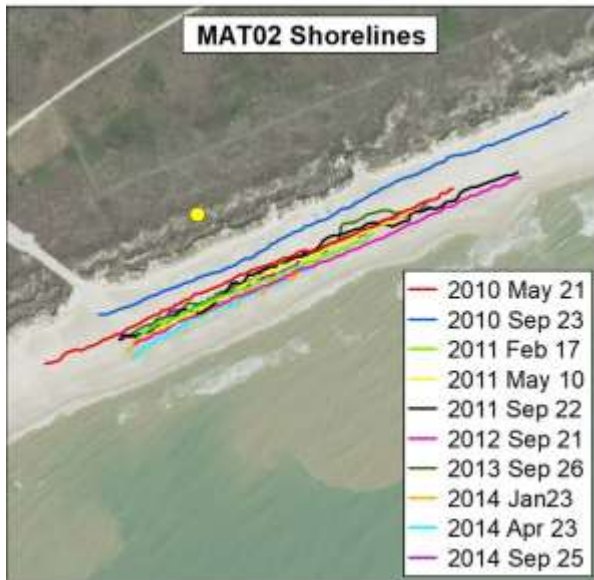 MAT02 Shorelines
2010 May 21
2010 Sep 23
2011 Feb 17
2011 May 10
2011 Sep 22
2012 Sep 21
2013 Sep 26
2014 Jan23
2014 Apr 23
2014 Sep 25